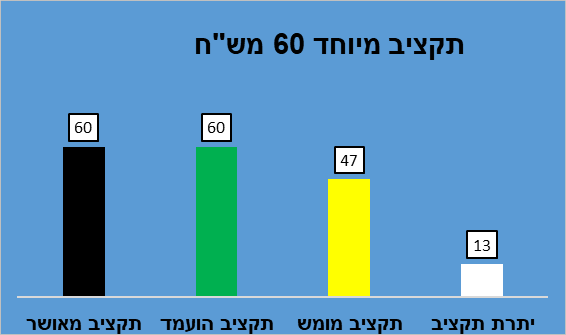 תקציב מיוחד 60 מש"ח
60
60
47
13
תקציב מאושר
תקציב הועמד
תקציב מומש
יתרת תקציב